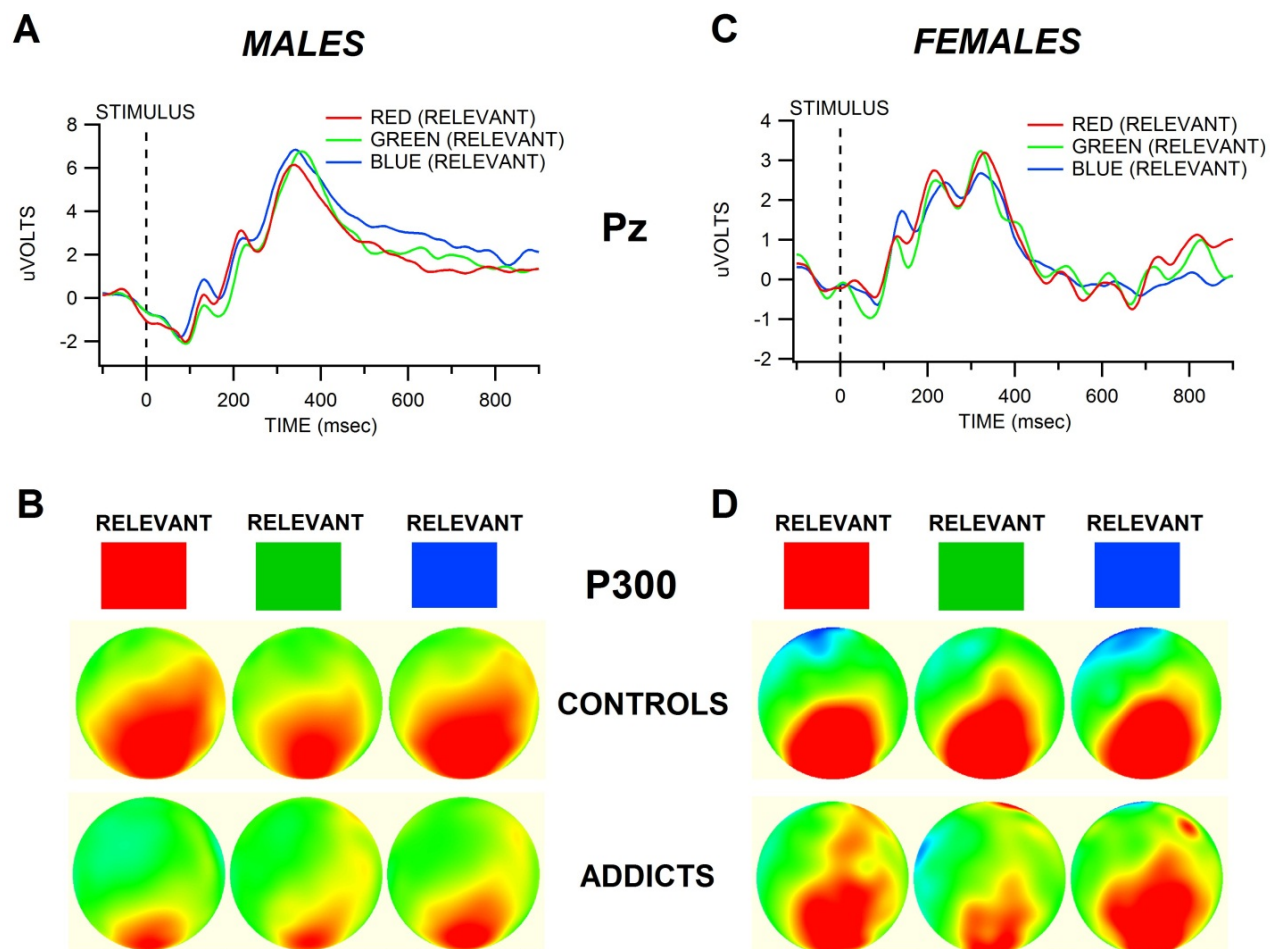 A
MALES
STIMULUS
RED (RELEVANT)
GREEN (RELEVANT)
BLUE (RELEVANT)
8
6
4
2
0
-2
uVOLTS
0 200 400 600 800
TIME (msec)
Pz
C
FEMALES
STIMULUS
RED (RELEVANT)
GREEN (RELEVANT)
BLUE (RELEVANT)
4
3
2
1
0
-1
-2
uVOLTS
0 200 400 600 800
TIME (msec)
B
RELEVANT RELEVANT RELEVANT
P300
D
RELEVANT RELEVANT RELEVANT
CONTROLS
ADDICTS